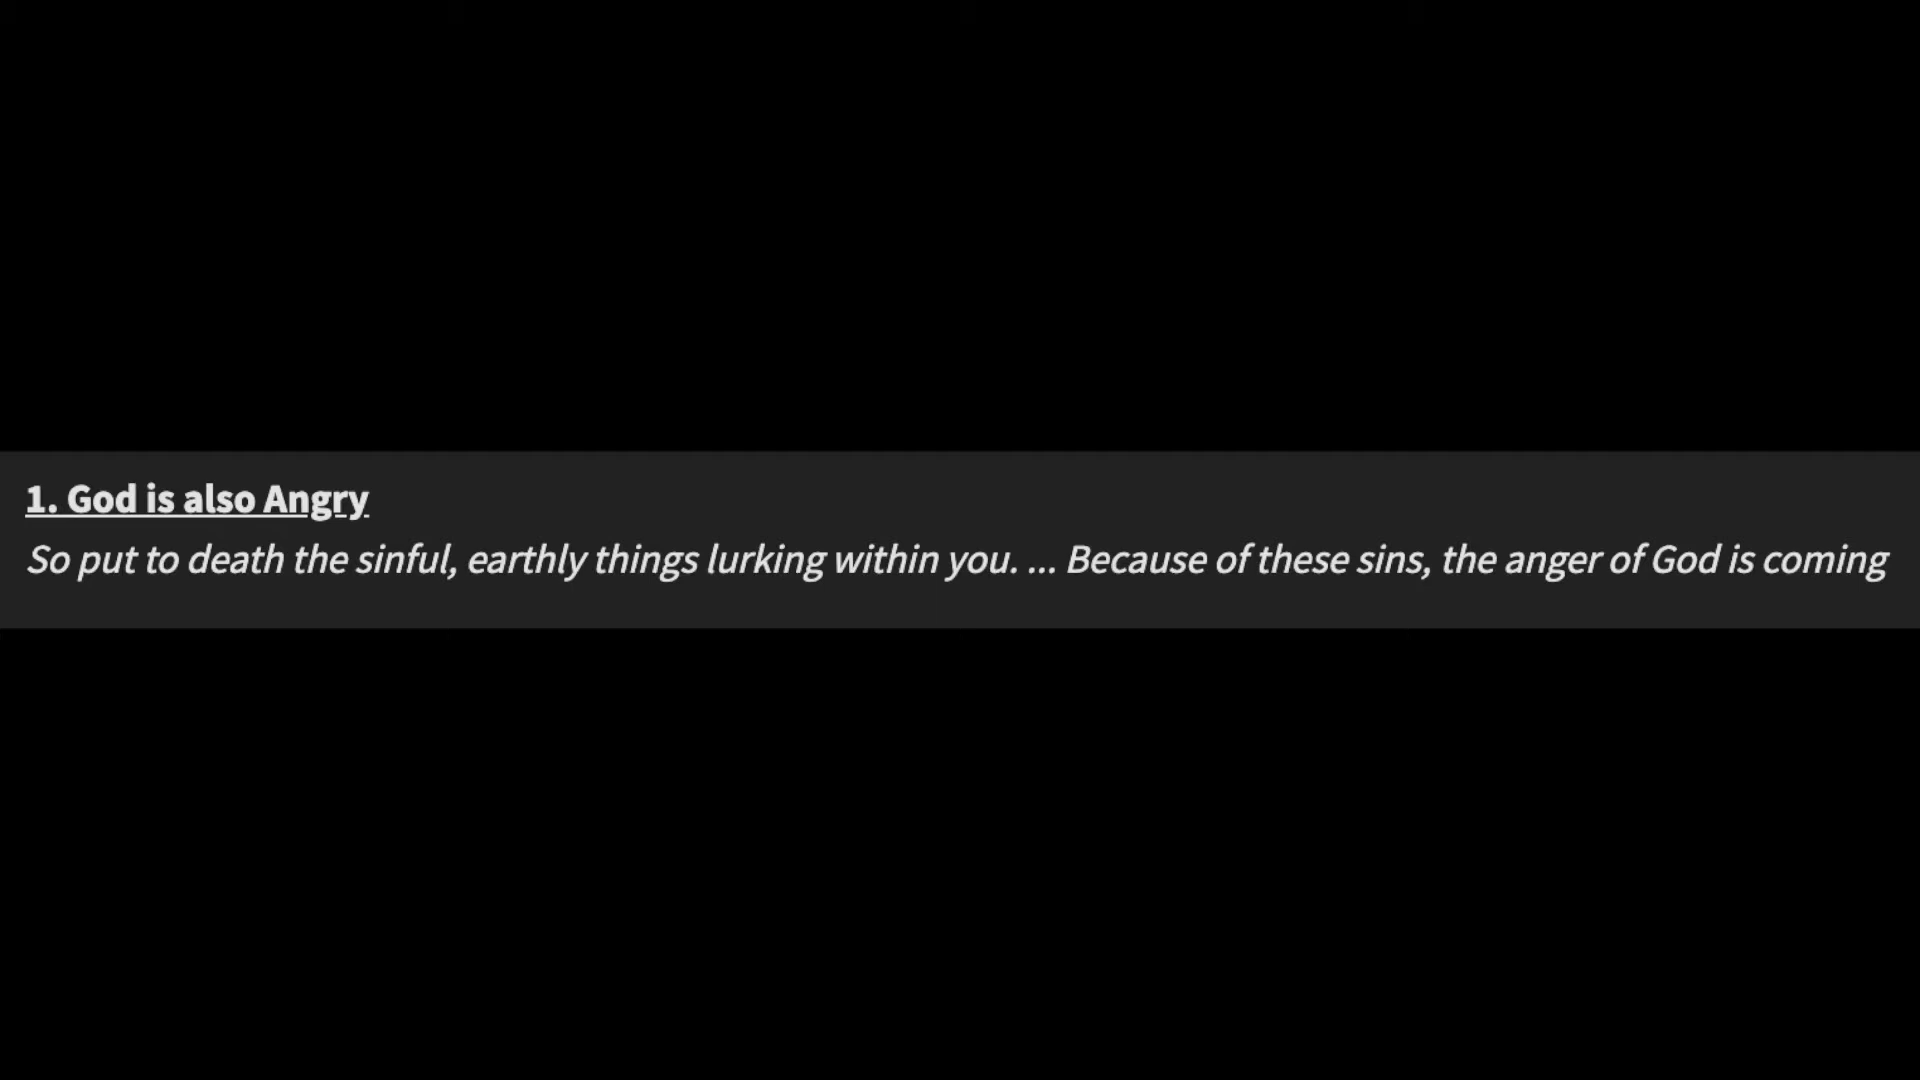 1. God is also Angry
So put to death the sinful, earthly things lurking within you. ... Because of these sins, the anger of God is coming